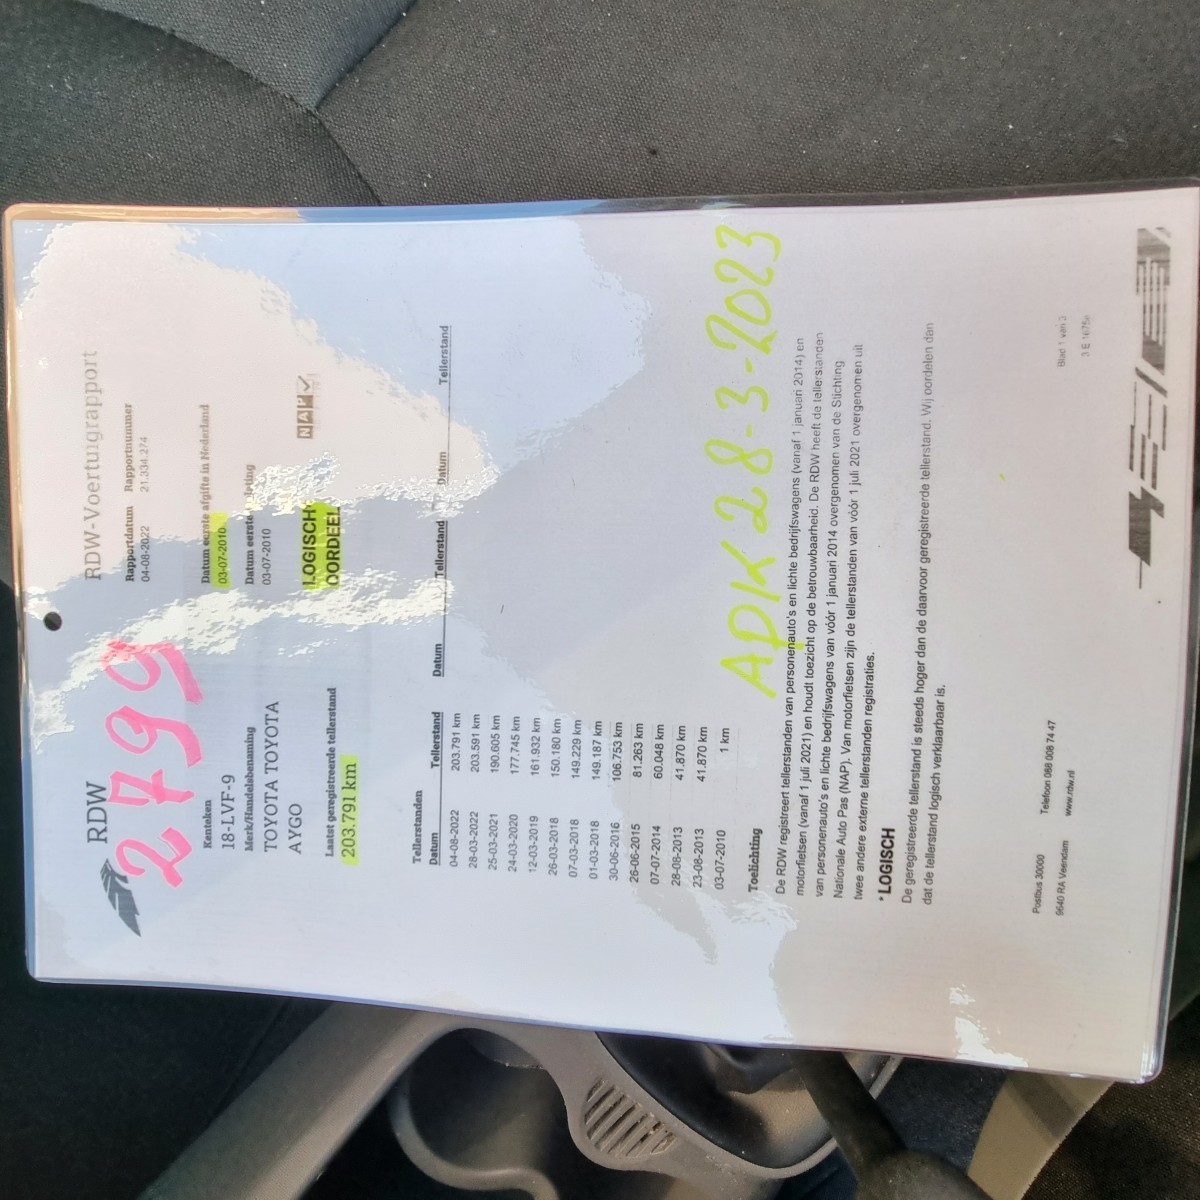 RDW
RDW-Voertuigrapport
2799
Rapportdatum Rapportnummer
04-08-2022 21.334.274
Kenteken
18-LVF-9
Datum eerste afgifte in Nederland
03-07-2010
Merk/Handelsbenaming
TOYOTA TOYOTA
AYGO
Datum eerste
03-07-2010
Laatst geregistreerde tellerstand
203.791 km
LOGISCH*
OORDEEL
NAP
Tellerstanden
Datum Tellerstand Datum Tellerstand Datum Tellerstand
04-08-2022 203.791 km
28-03-2022 203.591 km
25-03-2021 190.605 km
24-03-2020 177.745 km
12-03-2019 161.932 km
26-03-2018 150.180 km
07-03-2018 149.229 km
01-03-2018 149.187 km
30-06-2016 106.753 km
26-06-2015 81.263 km
07-07-2014 60.048 km
28-08-2013 41.870 km
23-08-2013 41.870 km
03-07-2010 1 km
APK 28-3-2023
Toelichting
De RDW registreert tellerstanden van personenauto's en lichte bedrijfswagens (vanaf 1 januari 2014) en
motorfietsen (vanaf 1 juli 2021) en houdt toezicht op de betrouwbaarheid. De RDW heeft de tellerstanden
van personenauto's en lichte bedrijfswagens van vóór 1 januari 2014 overgenomen van de Stichting
Nationale Auto Pas (NAP). Van motorfietsen zijn de tellerstanden van vóór 1 juli 2021 overgenomen uit
twee andere externe tellerstanden registraties.
* LOGISCH
De geregistreerde tellerstand is steeds hoger dan de daarvoor geregistreerde tellerstand. Wij oordelen dan
dat de tellerstand logisch verklaarbaar is.
Postbus 30000 Telefoon 088 008 74 47
9640 RA Veendam www.rdw.nl
Blad 1 van 3
3 E 1675e